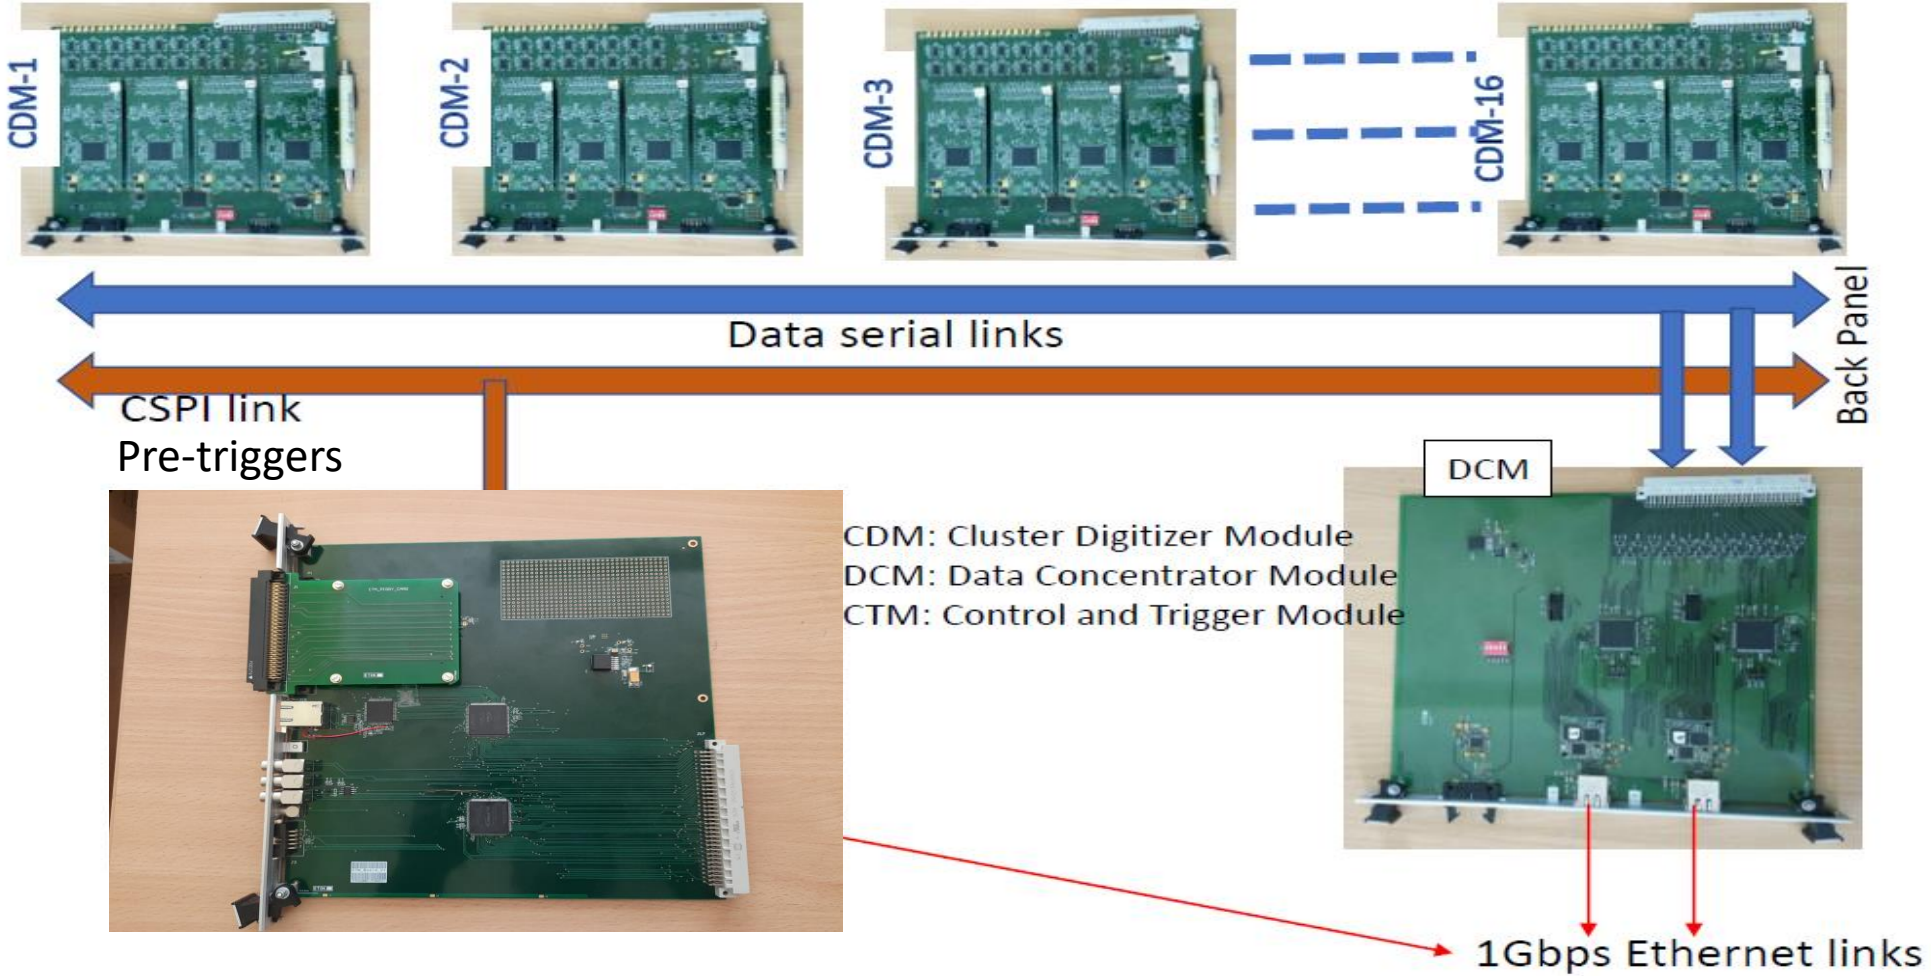 CDM-1
CDM-2
CDM-3
CDM-16
Data serial links
Back Panel
CSPI link
Pre-triggers
DCM
CDM: Cluster Digitizer Module
DCM: Data Concentrator Module
CTM: Control and Trigger Module
1Gbps Ethernet links